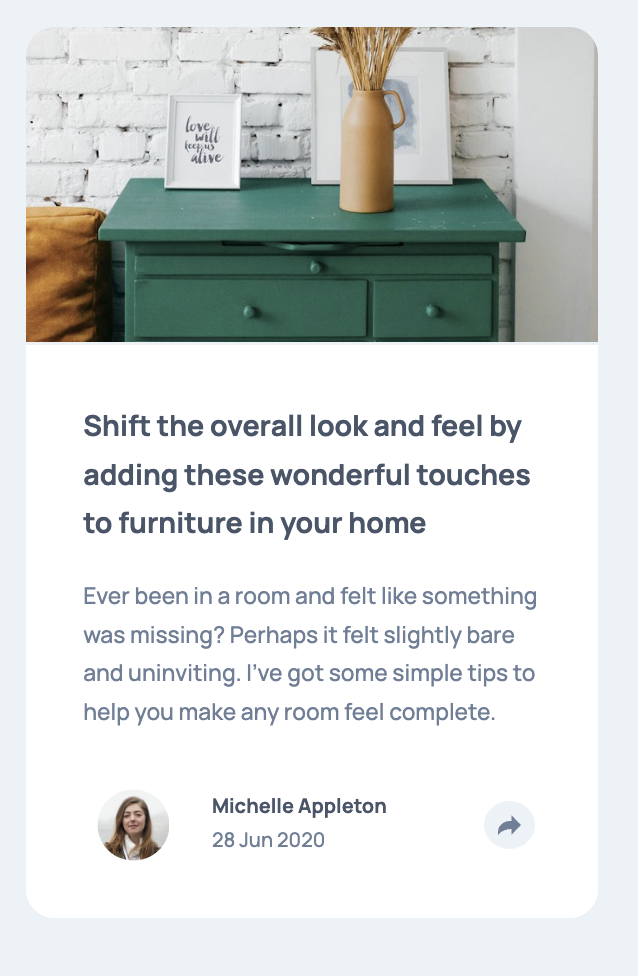 love
will
keep us
alive
Shift the overall look and feel by
adding these wonderful touches
to furniture in your home
Ever been in a room and felt like something
was missing? Perhaps it felt slightly bare
and uninviting. I’ve got some simple tips to
help you make any room feel complete.
Michelle Appleton
28 Jun 2020